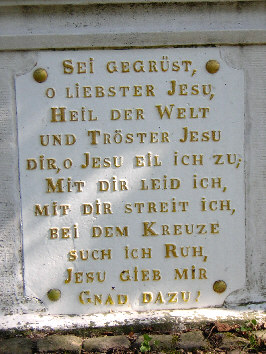 Sei gegrüst,
o liebster Jesu,
Heil der Welt
und Tröster Jesu
dir, o Jesu eil ich zu;
Mit dir leid ich,
mit dir streit ich,
bei dem Kreuze
such ich Ruh,
Jesu gieb mir
Gnad dazu!